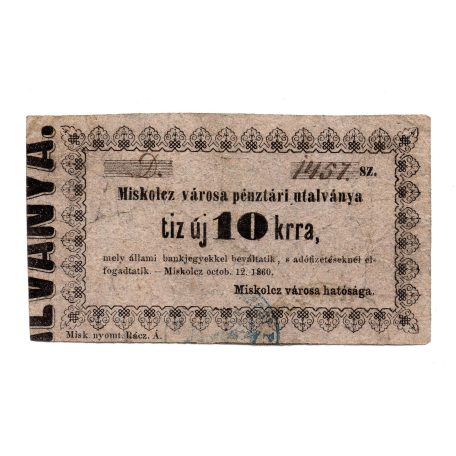 LVÁNYA.
D. 1457. sz.
Miskolcz városa pénztári utalványa
tiz új 10 krra,
mely állami bankjegyekkel beváltatik, s adófizetéseknél el-
fogadtatik. — Miskolcz octob. 12. 1860.
Miskolcz városa hatósága.
Misk. nyomt. Rácz. Á.